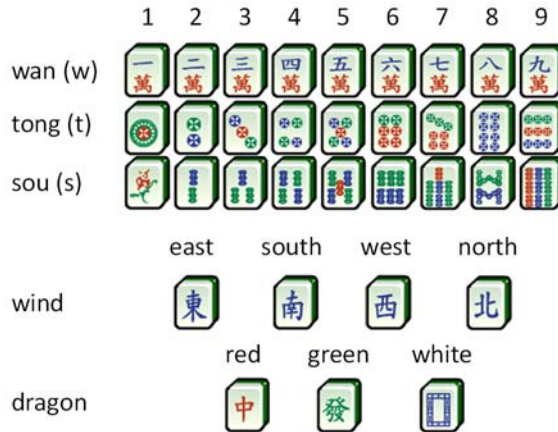 1 2 3 4 5 6 7 8 9
wan (w) 一萬 二萬 三萬 四萬 五萬 六萬 七萬 八萬 九萬
tong (t)
sou (s)
east south west north
wind 東 南 西 北
red green white
dragon 中 發